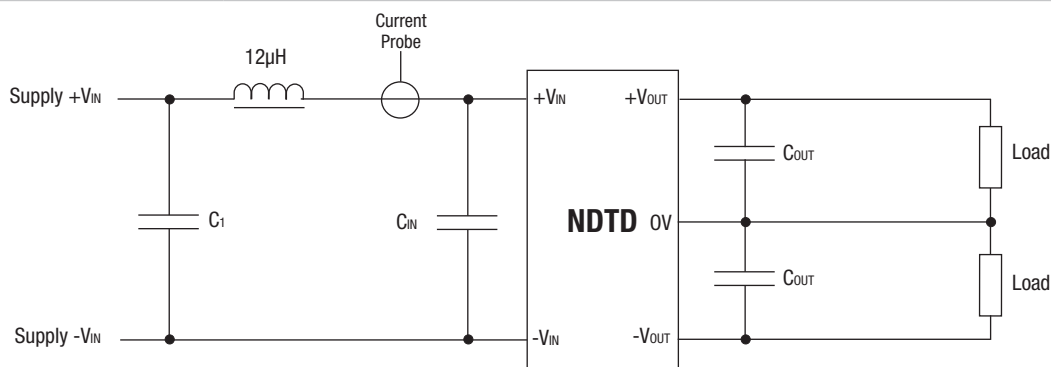 Current
Probe
12µH
Supply +VIN
+VIN
+VOUT
COUT
Load
C1
CIN
NDTD 0V
COUT
Load
Supply -VIN
-VIN
-VOUT